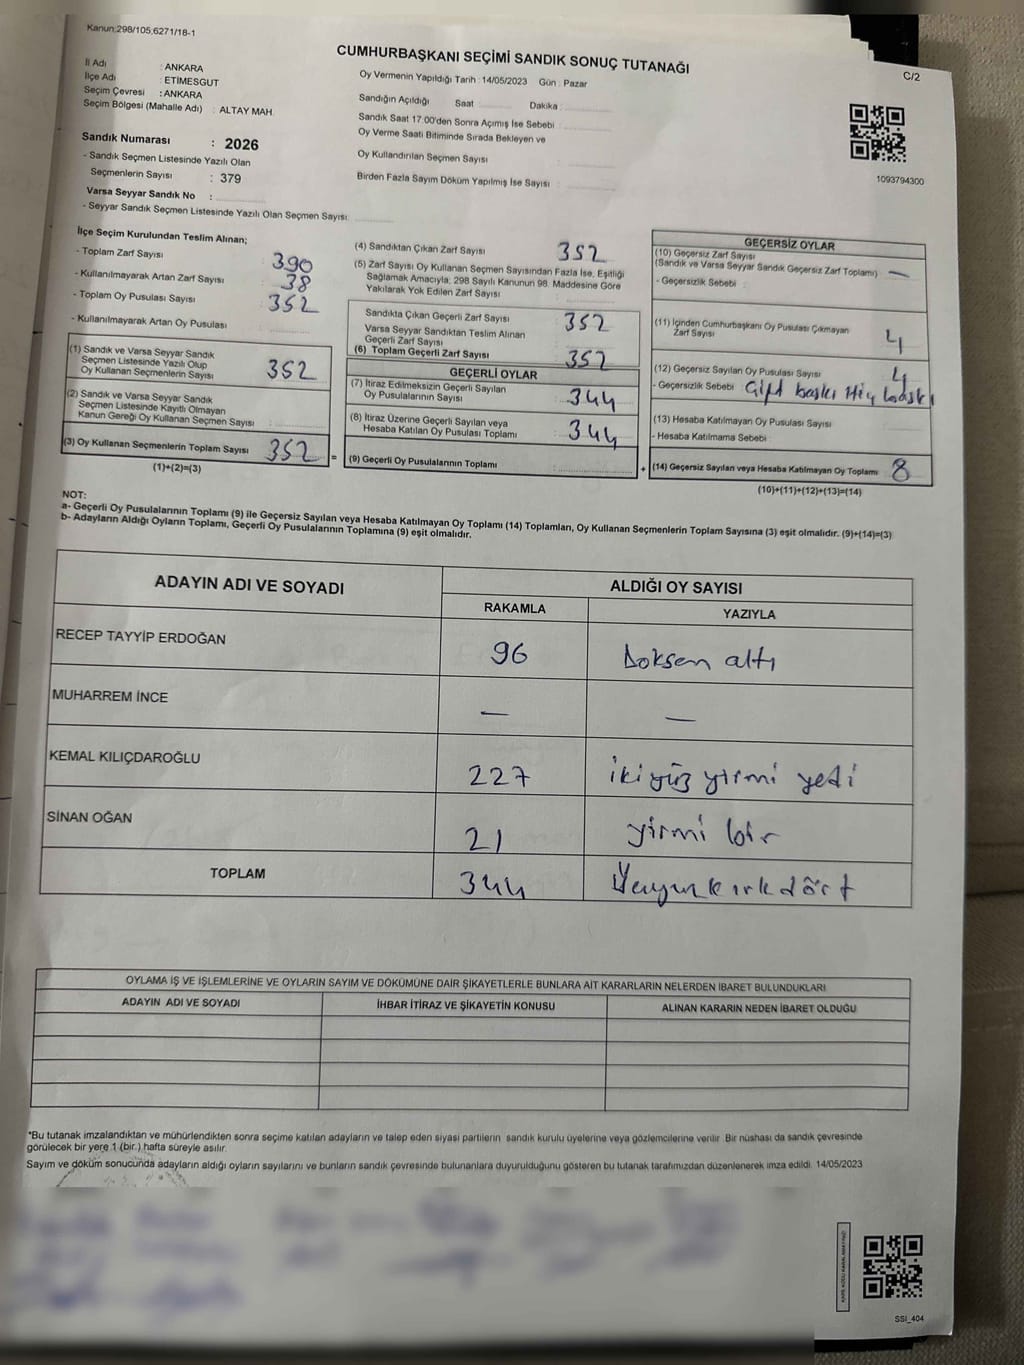 Kanun:298/105,6271/18-1
CUMHURBAŞKANI SEÇİMİ SANDIK SONUÇ TUTANAĞI
C/2
İl Adı : ANKARA
İlçe Adı : ETİMESGUT
Seçim Çevresi : ANKARA
Seçim Bölgesi (Mahalle Adı) : ALTAY MAH.
Oy Vermenin Yapıldığı Tarih : 14/05/2023 Gün : Pazar
Sandığın Açıldığı Saat : Dakika :
Sandık Saat 17.00'den Sonra Açımış İse Sebebi :
Oy Verme Saati Bitiminde Sırada Bekleyen ve
Oy Kullandırılan Seçmen Sayısı :
Birden Fazla Sayım Döküm Yapılmış İse Sayısı :
1093794300
Sandık Numarası : 2026
- Sandık Seçmen Listesinde Yazılı Olan
Seçmenlerin Sayısı : 379
Varsa Seyyar Sandık No :
- Seyyar Sandık Seçmen Listesinde Yazılı Olan Seçmen Sayısı:
İlçe Seçim Kurulundan Teslim Alınan;
- Toplam Zarf Sayısı : 390
- Kullanılmayarak Artan Zarf Sayısı : 38
- Toplam Oy Pusulası Sayısı : 352
- Kullanılmayarak Artan Oy Pusulası :
(1) Sandık ve Varsa Seyyar Sandık
Seçmen Listesinde Yazılı Olup
Oy Kullanan Seçmenlerin Sayısı : 352
(2) Sandık ve Varsa Seyyar Sandık
Seçmen Listesinde Kayıtlı Olmayan
Kanun Gereği Oy Kullanan Seçmen Sayısı :
(3) Oy Kullanan Seçmenlerin Toplam Sayısı : 352
(1)+(2)=(3)
(4) Sandıktan Çıkan Zarf Sayısı : 352
(5) Zarf Sayısı Oy Kullanan Seçmen Sayısından Fazla İse, Eşitliği
Sağlamak Amacıyla, 298 Sayılı Kanunun 98. Maddesine Göre
Yakılarak Yok Edilen Zarf Sayısı :
Sandıkta Çıkan Geçerli Zarf Sayısı : 352
Varsa Seyyar Sandıktan Teslim Alınan
Geçerli Zarf Sayısı :
(6) Toplam Geçerli Zarf Sayısı : 352
GEÇERLİ OYLAR
(7) İtiraz Edilmeksizin Geçerli Sayılan
Oy Pusulalarının Sayısı : 344
(8) İtiraz Üzerine Geçerli Sayılan veya
Hesaba Katılan Oy Pusulası Toplamı : 344
= (9) Geçerli Oy Pusulalarının Toplamı :
GEÇERSİZ OYLAR
(10) Geçersiz Zarf Sayısı
(Sandık ve Varsa Seyyar Sandık Geçersiz Zarf Toplamı) : —
- Geçersizlik Sebebi :
(11) İçinden Cumhurbaşkanı Oy Pusulası Çıkmayan
Zarf Sayısı : 4
(12) Geçersiz Sayılan Oy Pusulası Sayısı : 4
- Geçersizlik Sebebi : Çift baskı Hiç
(13) Hesaba Katılmayan Oy Pusulası Sayısı :
- Hesaba Katılmama Sebebi :
+ (14) Geçersiz Sayılan veya Hesaba Katılmayan Oy Toplamı : 8
(10)+(11)+(12)+(13)=(14)
NOT:
a- Geçerli Oy Pusulalarının Toplamı (9) ile Geçersiz Sayılan veya Hesaba Katılmayan Oy Toplamı (14) Toplamları, Oy Kullanan Seçmenlerin Toplam Sayısına (3) eşit olmalıdır. (9)+(14)=(3)
b- Adayların Aldığı Oyların Toplamı, Geçerli Oy Pusulalarının Toplamına (9) eşit olmalıdır.
ADAYIN ADI VE SOYADI ALDIĞI OY SAYISI
RAKAMLA YAZIYLA
RECEP TAYYİP ERDOĞAN 96 Doksan altı
MUHARREM İNCE — —
KEMAL KILIÇDAROĞLU 227 ikiyüz yirmi yedi
SİNAN OĞAN 21 yirmi bir
TOPLAM 344 kırk dört
OYLAMA İŞ VE İŞLEMLERİNE VE OYLARIN SAYIM VE DÖKÜMÜNE DAİR ŞİKAYETLERLE BUNLARA AİT KARARLARIN NELERDEN İBARET BULUNDUKLARI
ADAYIN ADI VE SOYADI İHBAR İTİRAZ VE ŞİKAYETİN KONUSU ALINAN KARARIN NEDEN İBARET OLDUĞU
"Bu tutanak imzalandıktan ve mühürlendikten sonra seçime katılan adayların ve talep eden siyasi partilerin sandık kurulu üyelerine veya gözlemcilerine verilir. Bir nüshası da sandık çevresinde
görülecek bir yere 1 (bir) hafta süreyle asılır.
Sayım ve döküm sonucunda adayların aldığı oyların sayılarını ve bunların sandık çevresinde bulunanlara duyurulduğunu gösteren bu tutanak tarafımızdan düzenlenerek imza edildi. 14/05/2023
SSİ_404